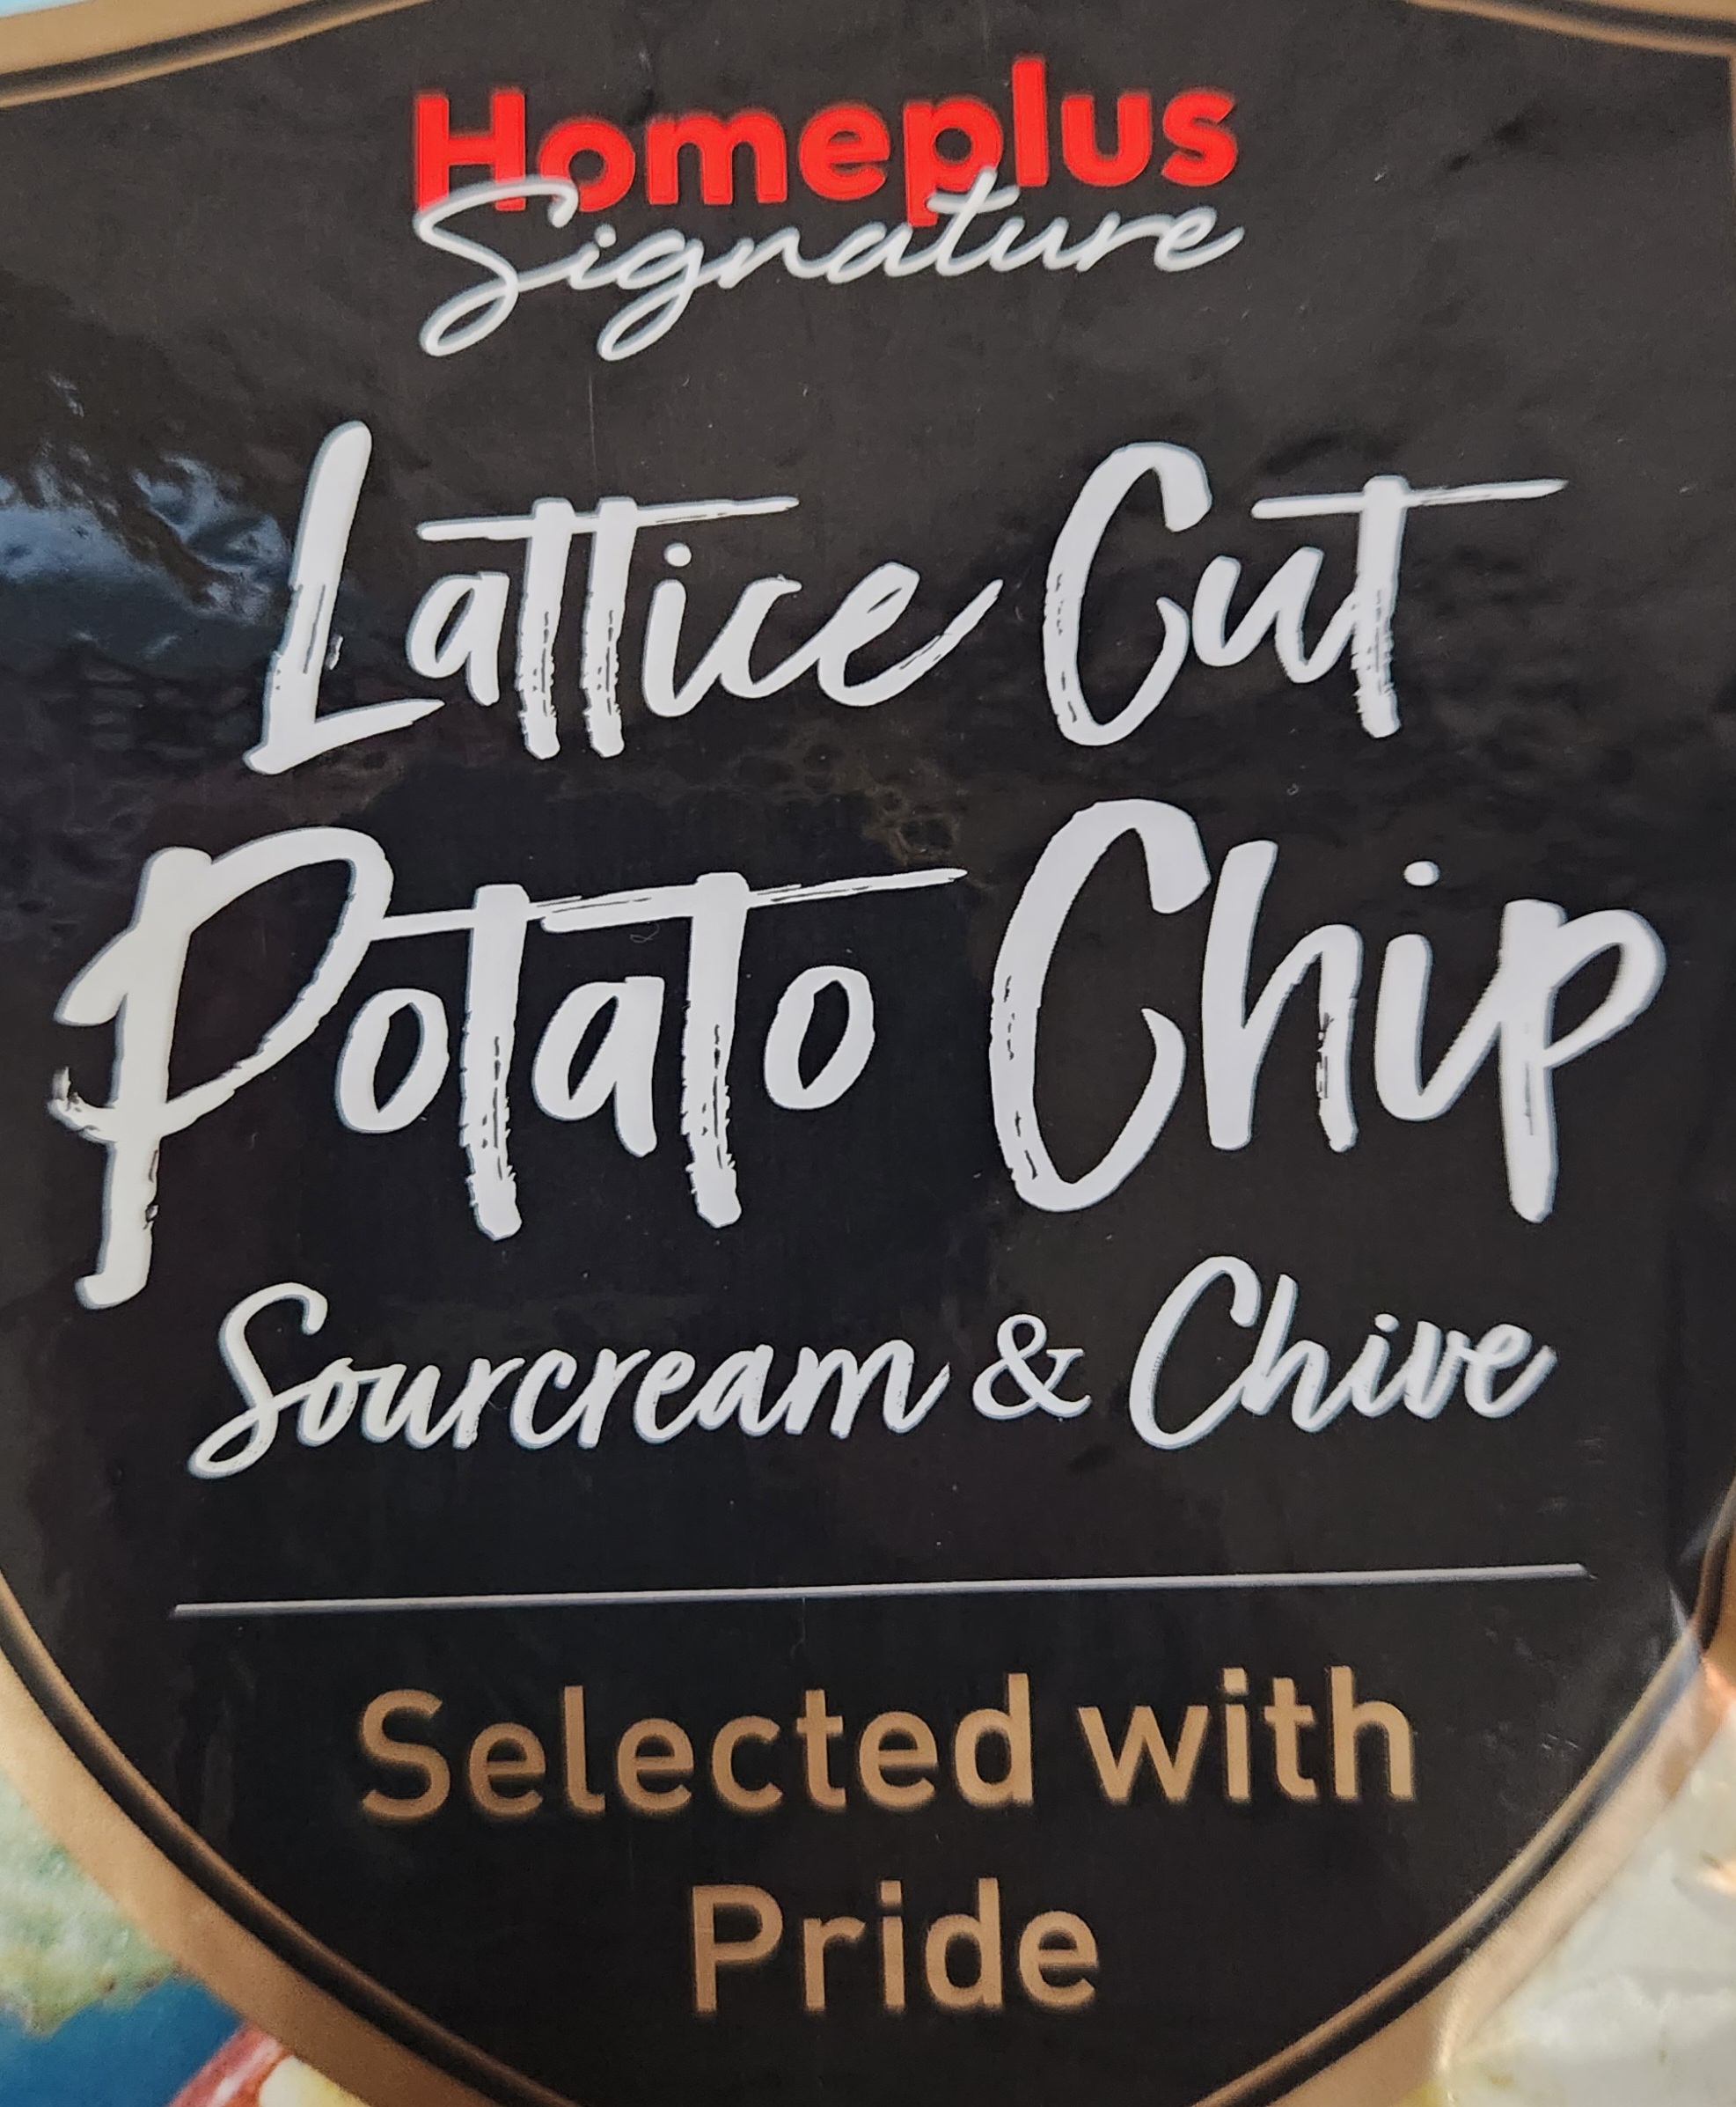 Homeplus
Signature
Lattice Cut
Potato Chip
Sourcream & Chive
Selected with
Pride